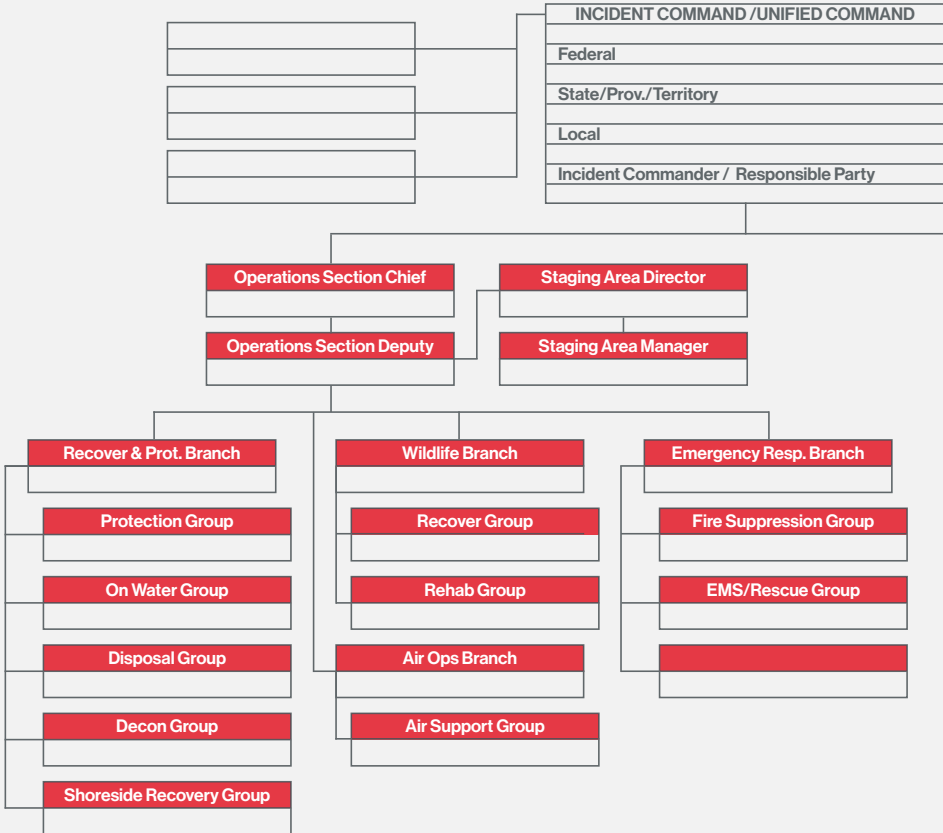 INCIDENT COMMAND / UNIFIED COMMAND
Federal
State/Prov./Territory
Local
Incident Commander / Responsible Party
Operations Section Chief
Staging Area Director
Operations Section Deputy
Staging Area Manager
Recover & Prot. Branch
Wildlife Branch
Emergency Resp. Branch
Protection Group
Recover Group
Fire Suppression Group
On Water Group
Rehab Group
EMS/Rescue Group
Disposal Group
Air Ops Branch
Decon Group
Air Support Group
Shoreside Recovery Group